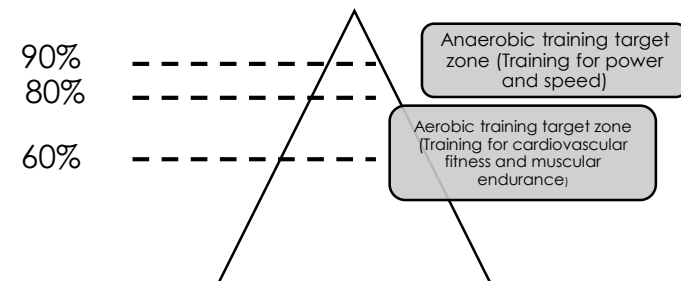 90%
80%
60%
Anaerobic training target
zone (Training for power
and speed)
Aerobic training target zone
(Training for cardiovascular
fitness and muscular
endurance)